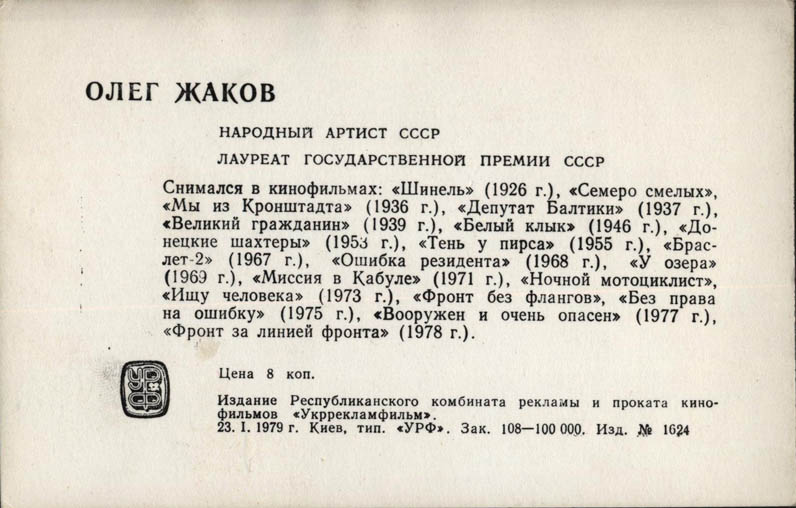 ОЛЕГ ЖАКОВ
НАРОДНЫЙ АРТИСТ СССР
ЛАУРЕАТ ГОСУДАРСТВЕННОЙ ПРЕМИИ СССР
Снимался в кинофильмах: «Шинель» (1926 г.), «Семеро смелых»,
«Мы из Кронштадта» (1936 г.), «Депутат Балтики» (1937 г.),
«Великий гражданин» (1939 г.), «Белый клык» (1946 г.), «До-
нецкие шахтеры» (1953 г.), «Тень у пирса» (1955 г.), «Брас-
лет-2» (1967 г.), «Ошибка резидента» (1968 г.), «У озера»
(1969 г.), «Миссия в Кабуле» (1971 г.), «Ночной мотоциклист»,
«Ищу человека» (1973 г.), «Фронт без флангов», «Без права
на ошибку» (1975 г.), «Вооружен и очень опасен» (1977 г.),
«Фронт за линией фронта» (1978 г.).
УРФ
Цена 8 коп.
Издание Республиканского комбината рекламы и проката кино-
фильмов «Укррекламфильм».
23. I. 1979 г. Киев, тип. «УРФ». Зак. 108—100 000. Изд. № 1624